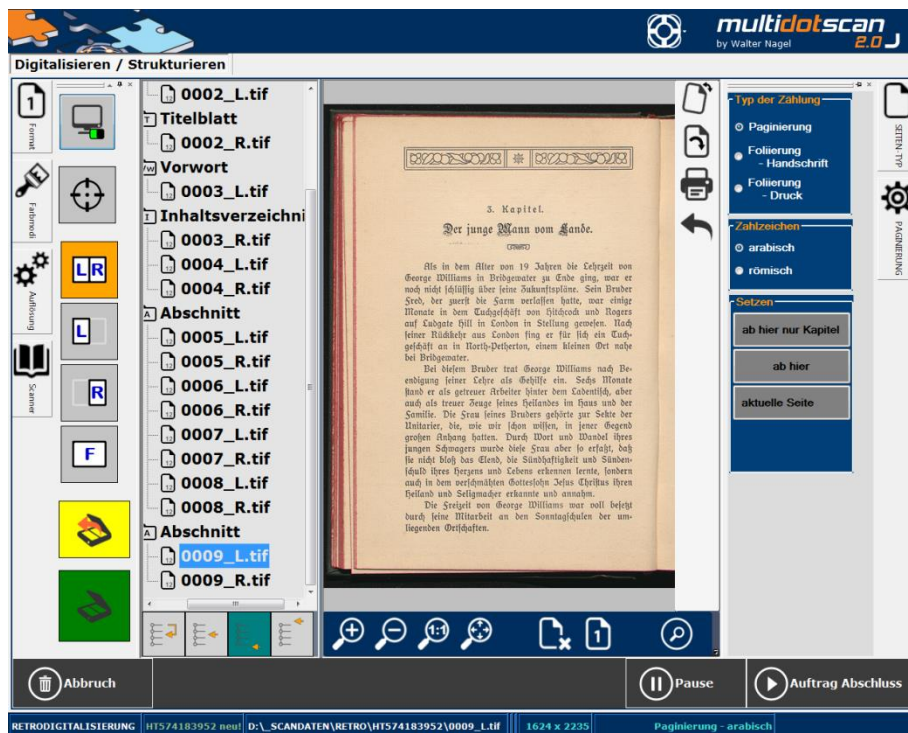 multidotscan
by Walter Nagel 2.0
Digitalisieren / Strukturieren
1
Format
Farbmodi
Auflösung
Scanner
LR
L
R
F
0002_L.tif
Titelblatt
0002_R.tif
Vorwort
0003_L.tif
Inhaltsverzeichni
0003_R.tif
0004_L.tif
0004_R.tif
Abschnitt
0005_L.tif
0005_R.tif
0006_L.tif
0006_R.tif
0007_L.tif
0007_R.tif
0008_L.tif
0008_R.tif
Abschnitt
0009_L.tif
0009_R.tif
3. Kapitel.
Der junge Mann vom Lande.
Als in dem Alter von 19 Jahren die Lehrzeit von
George Williams in Bridgewater zu Ende ging, war er
noch nicht schlüssig über seine Zukunftspläne. Sein Bruder
Fred, der zuerst die Farm verlassen hatte, war einige
Monate in dem Tuchgeschäft von Hitchcock und Rogers
auf Ludgate Hill in London in Stellung gewesen. Nach
seiner Rückkehr aus London fing er für sich ein Tuch-
geschäft an in North-Petherton, einem kleinen Ort nahe
bei Bridgewater.
Bei diesem Bruder trat George Williams nach Be-
endigung seiner Lehre als Gehilfe ein. Sechs Monate
stand er als getreuer Arbeiter hinter dem Ladentisch, aber
auch als treuer Zeuge seines Heilandes im Haus und der
Familie. Die Frau seines Bruders gehörte zur Sekte der
Unitarier, die, wie wir schon wissen, in jener Gegend
großen Anhang hatten. Durch Wort und Wandel ihres
jungen Schwagers wurde diese Frau aber so erfaßt, daß
sie nicht bloß das Elend, die Sündhaftigkeit und Sünden-
schuld ihres Herzens und Lebens erkennen lernte, sondern
auch in dem verschmähten Gottessohn Jesus Christus ihren
Heiland und Seligmacher erkannte und annahm.
Die Freizeit von George Williams war voll besetzt
durch seine Mitarbeit an den Sonntagschulen der um-
liegenden Ortschaften.
1:1
1
Typ der Zählung
Paginierung
Foliierung
- Handschrift
Foliierung
- Druck
Zahlzeichen
arabisch
römisch
Setzen
ab hier nur Kapitel
ab hier
aktuelle Seite
SEITEN-TYP
PAGINIERUNG
Abbruch
Pause
Auftrag Abschluss
RETRODIGITALISIERUNG HT574183952 neu! D:\_SCANDATEN\RETRO\HT574183952\0009_L.tif 1624 x 2235 Paginierung - arabisch